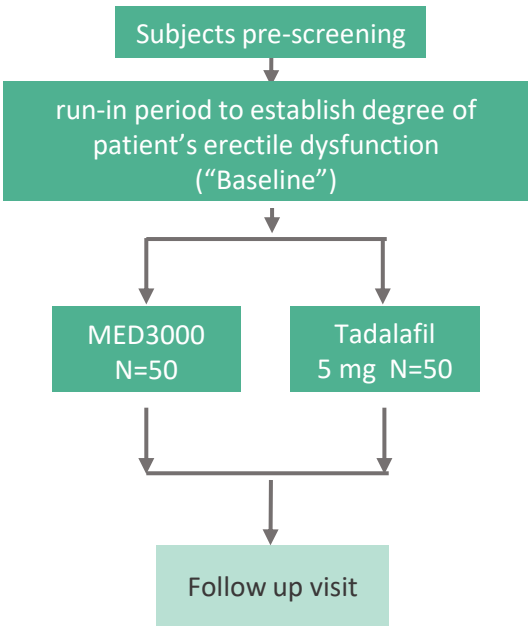 Subjects pre-screening
run-in period to establish degree of
patient’s erectile dysfunction
(“Baseline”)
MED3000
N=50
Tadalafil
5 mg  N=50
Follow up visit